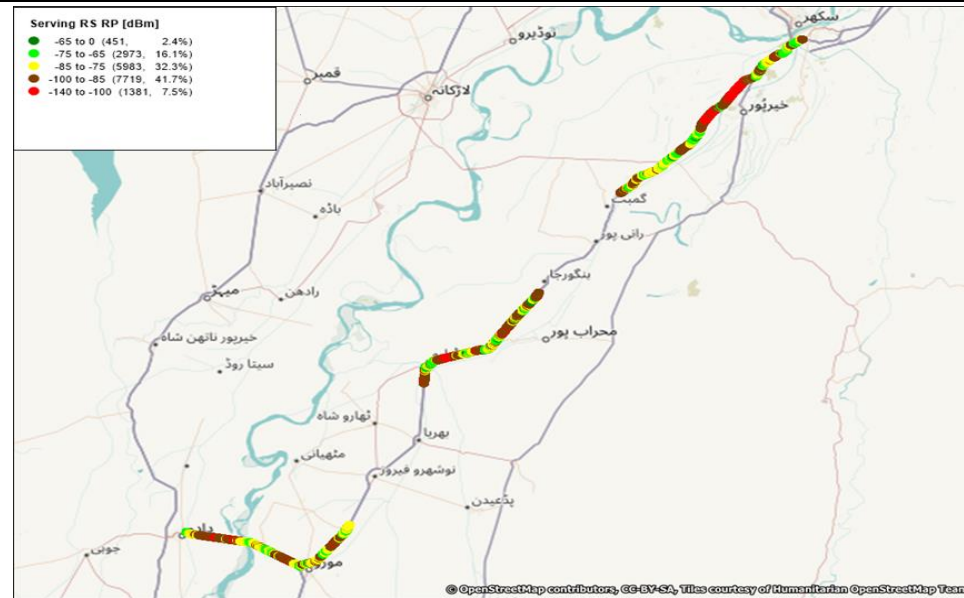 Serving RS RP [dBm]
-65 to 0 (451, 2.4%)
-75 to -65 (2973, 16.1%)
-85 to -75 (5983, 32.3%)
-100 to -85 (7719, 41.7%)
-140 to -100 (1381, 7.5%)
سکھر
نوڈیرو
قمبر
لاڑکانہ
خیرپور
نصیرآباد
باڈہ
گمبٹ
رانی پور
ہنگورجا
میہڑ
رادھن
خیرپور ناتھن شاہ
محراب پور
سیتا روڈ
ٹھارو شاہ
بھریا
مٹھیانی
نوشہرو فیروز
پڈعیدن
دادو
جوہی
مورو
© OpenStreetMap contributors, CC-BY-SA, Tiles courtesy of Humanitarian OpenStreetMap Team